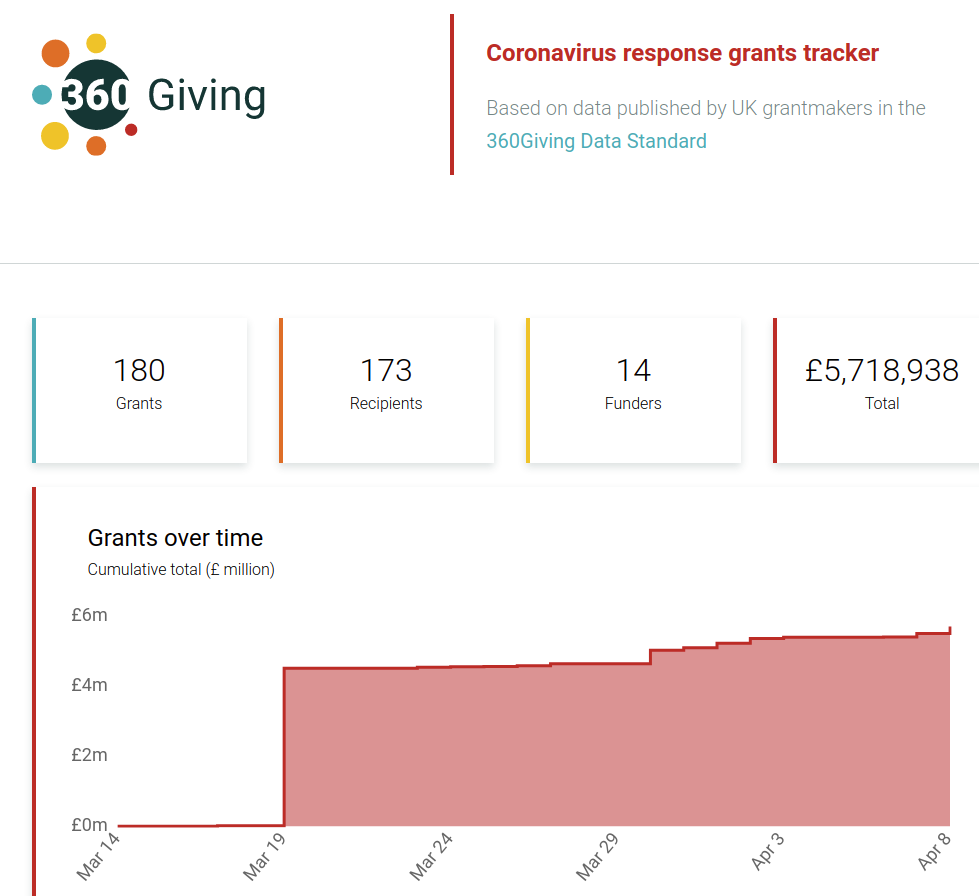 360 Giving
Coronavirus response grants tracker
Based on data published by UK grantmakers in the
360Giving Data Standard
180
Grants
173
Recipients
14
Funders
£5,718,938
Total
Grants over time
Cumulative total (£ million)
£6m
£4m
£2m
£0m
Mar 14
Mar 19
Mar 24
Mar 29
Apr 3
Apr 8